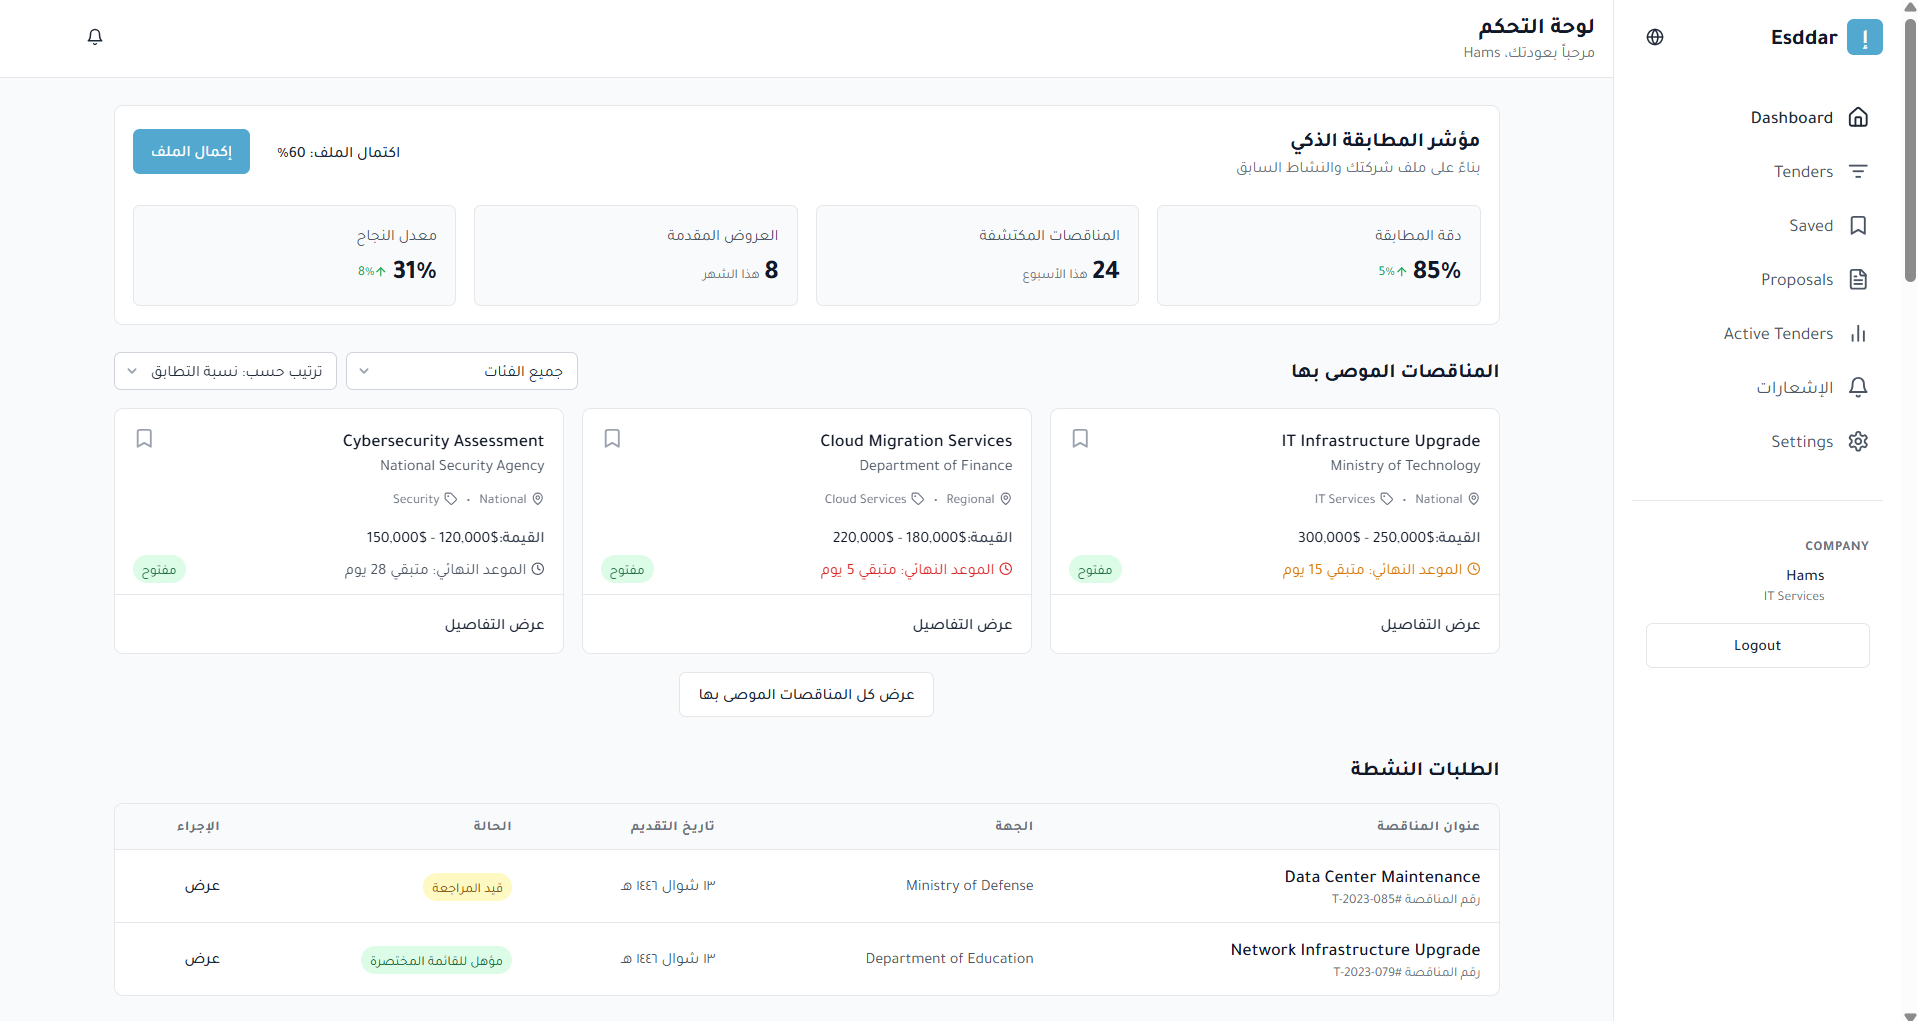 Esddar
إ
Dashboard
Tenders
Saved
Proposals
Active Tenders
الإشعارات
Settings
COMPANY
Hams
IT Services
Logout
لوحة التحكم
مرحباً بعودتك، Hams
مؤشر المطابقة الذكي
بناءً على ملف شركتك والنشاط السابق
اكتمال الملف: 60%
إكمال الملف
دقة المطابقة
85% ↑5%
المناقصات المكتشفة
24 هذا الأسبوع
العروض المقدمة
8 هذا الشهر
معدل النجاح
31% ↑8%
المناقصات الموصى بها
جميع الفئات
ترتيب حسب: نسبة التطابق
IT Infrastructure Upgrade
Ministry of Technology
National • IT Services
القيمة:$250,000 - $300,000
الموعد النهائي: متبقي 15 يوم
مفتوح
عرض التفاصيل
Cloud Migration Services
Department of Finance
Regional • Cloud Services
القيمة:$180,000 - $220,000
الموعد النهائي: متبقي 5 يوم
مفتوح
عرض التفاصيل
Cybersecurity Assessment
National Security Agency
National • Security
القيمة:$120,000 - $150,000
الموعد النهائي: متبقي 28 يوم
مفتوح
عرض التفاصيل
عرض كل المناقصات الموصى بها
الطلبات النشطة
عنوان المناقصة الجهة تاريخ التقديم الحالة الإجراء
Data Center Maintenance
رقم المناقصة #T-2023-085
Ministry of Defense
١٣ شوال ١٤٤٦ هـ
قيد المراجعة
عرض
Network Infrastructure Upgrade
رقم المناقصة #T-2023-079
Department of Education
١٣ شوال ١٤٤٦ هـ
مؤهل للقائمة المختصرة
عرض